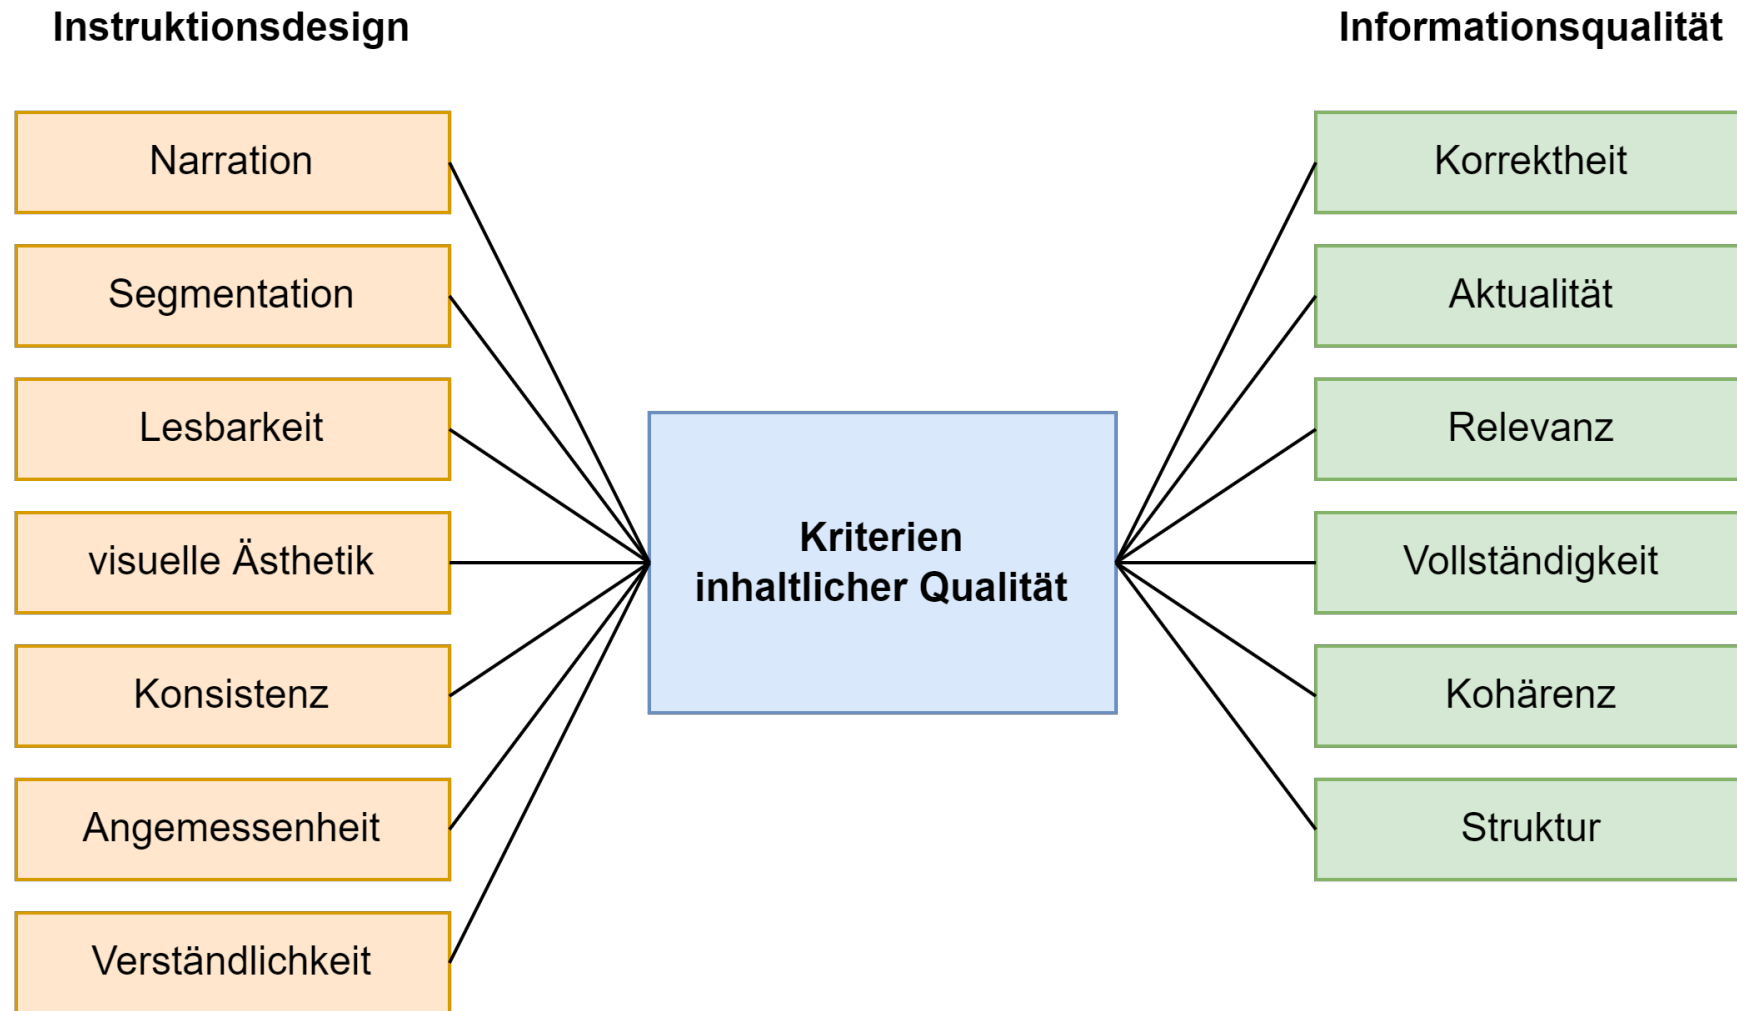 Instruktionsdesign
Narration
Segmentation
Lesbarkeit
visuelle Ästhetik
Konsistenz
Angemessenheit
Verständlichkeit
Kriterien
inhaltlicher Qualität
Informationsqualität
Korrektheit
Aktualität
Relevanz
Vollständigkeit
Kohärenz
Struktur